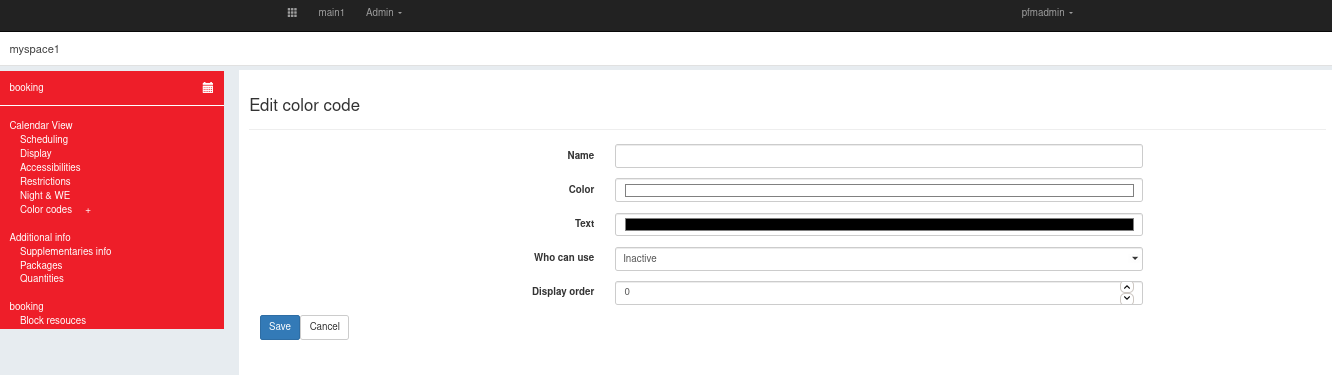 main1 Admin pfmadmin
myspace1
booking
Calendar View
Scheduling
Display
Accessibilities
Restrictions
Night & WE
Color codes +
Additional info
Supplementaries info
Packages
Quantities
booking
Block resouces
Edit color code
Name
Color
Text
Who can use Inactive
Display order 0
Save Cancel